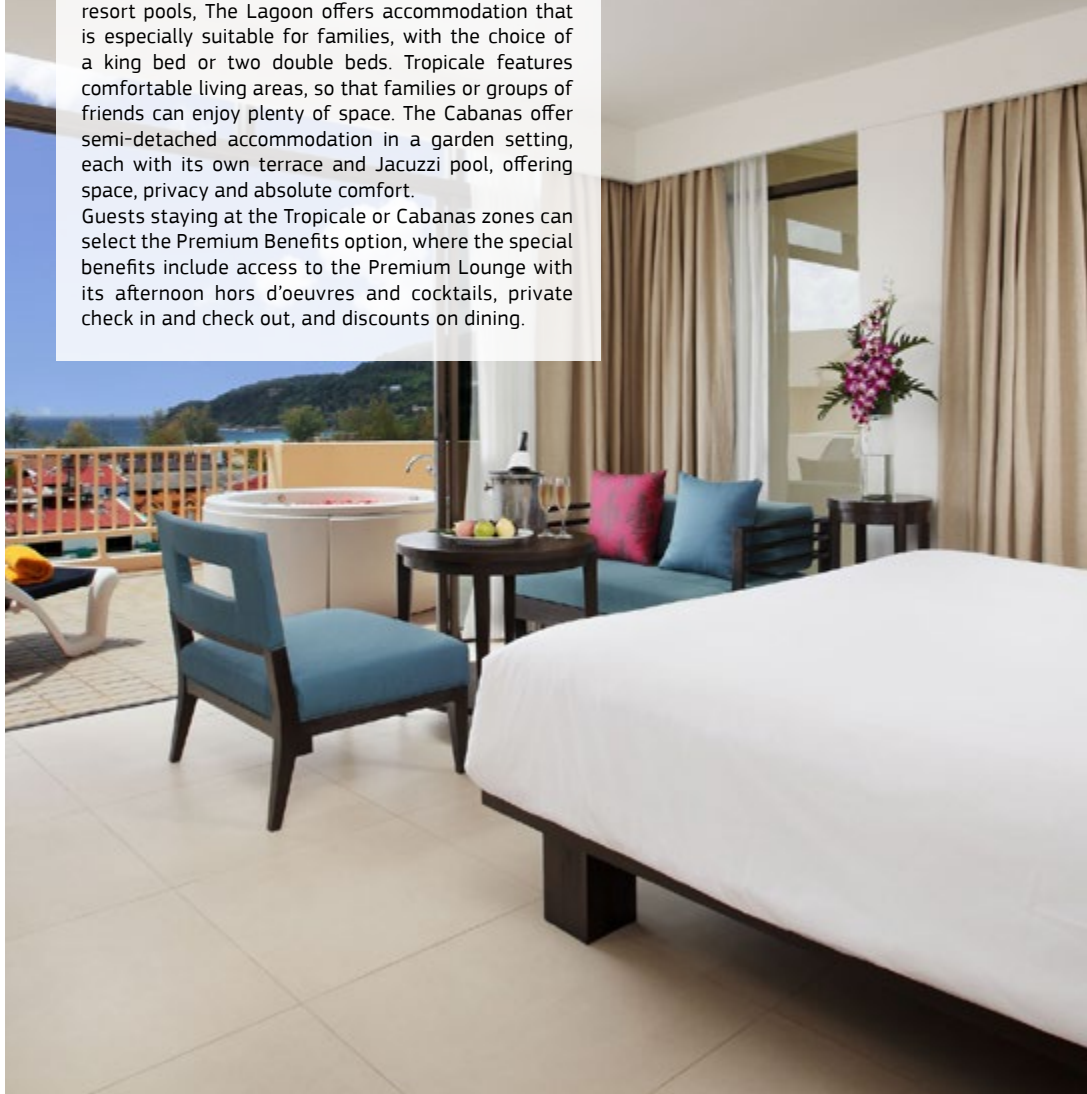 resort pools, The Lagoon offers accommodation that
is especially suitable for families, with the choice of
a king bed or two double beds. Tropicale features
comfortable living areas, so that families or groups of
friends can enjoy plenty of space. The Cabanas offer
semi-detached accommodation in a garden setting,
each with its own terrace and Jacuzzi pool, offering
space, privacy and absolute comfort.
Guests staying at the Tropicale or Cabanas zones can
select the Premium Benefits option, where the special
benefits include access to the Premium Lounge with
its afternoon hors d'oeuvres and cocktails, private
check in and check out, and discounts on dining.